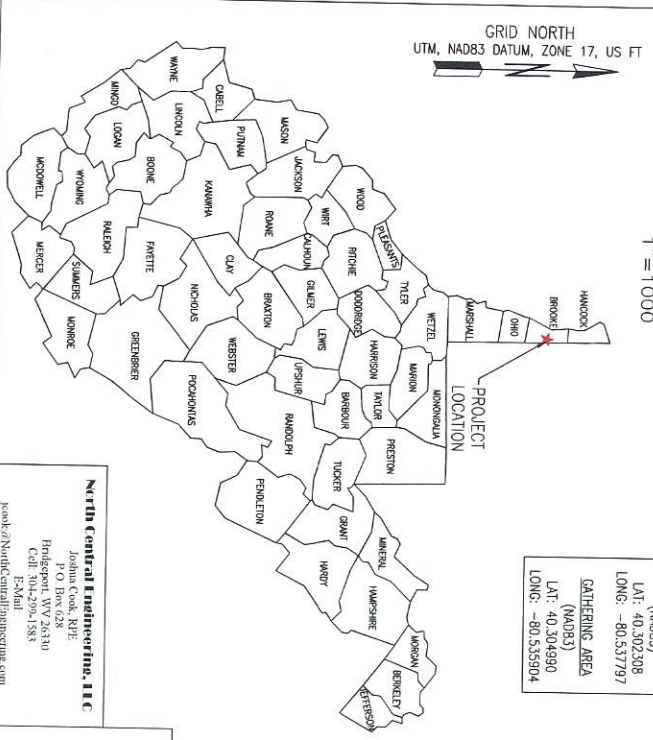 GRID NORTH
UTM, NAD83 DATUM, ZONE 17, US FT
1"=1000'
HANCOCK
BROOKE
OHIO
MARSHALL
PROJECT
LOCATION
WETZEL
MONONGALIA
TYLER
MARION
PRESTON
PLEASANTS
WOOD
RITCHIE
DODDRIDGE
HARRISON
TAYLOR
WIRT
BARBOUR
TUCKER
MINERAL
MORGAN
BERKELEY
JEFFERSON
HAMPSHIRE
GRANT
HARDY
JACKSON
CALHOUN
GILMER
LEWIS
UPSHUR
RANDOLPH
PENDLETON
MASON
ROANE
BRAXTON
WEBSTER
POCAHONTAS
PUTNAM
CABELL
WAYNE
LINCOLN
KANAWHA
CLAY
NICHOLAS
GREENBRIER
MINGO
LOGAN
BOONE
FAYETTE
RALEIGH
WYOMING
MCDOWELL
SUMMERS
MERCER
MONROE
(NAD83)
LAT: 40.302308
LONG: -80.537797
GATHERING AREA
(NAD83)
LAT: 40.304990
LONG: -80.535904
North Central Engineering, LLC
Joshua Cook, RPE
P.O. Box 628
Bridgeport, WV 26330
Cell: 304-299-1583
E-Mail
jcook@NorthCentralEngineering.com